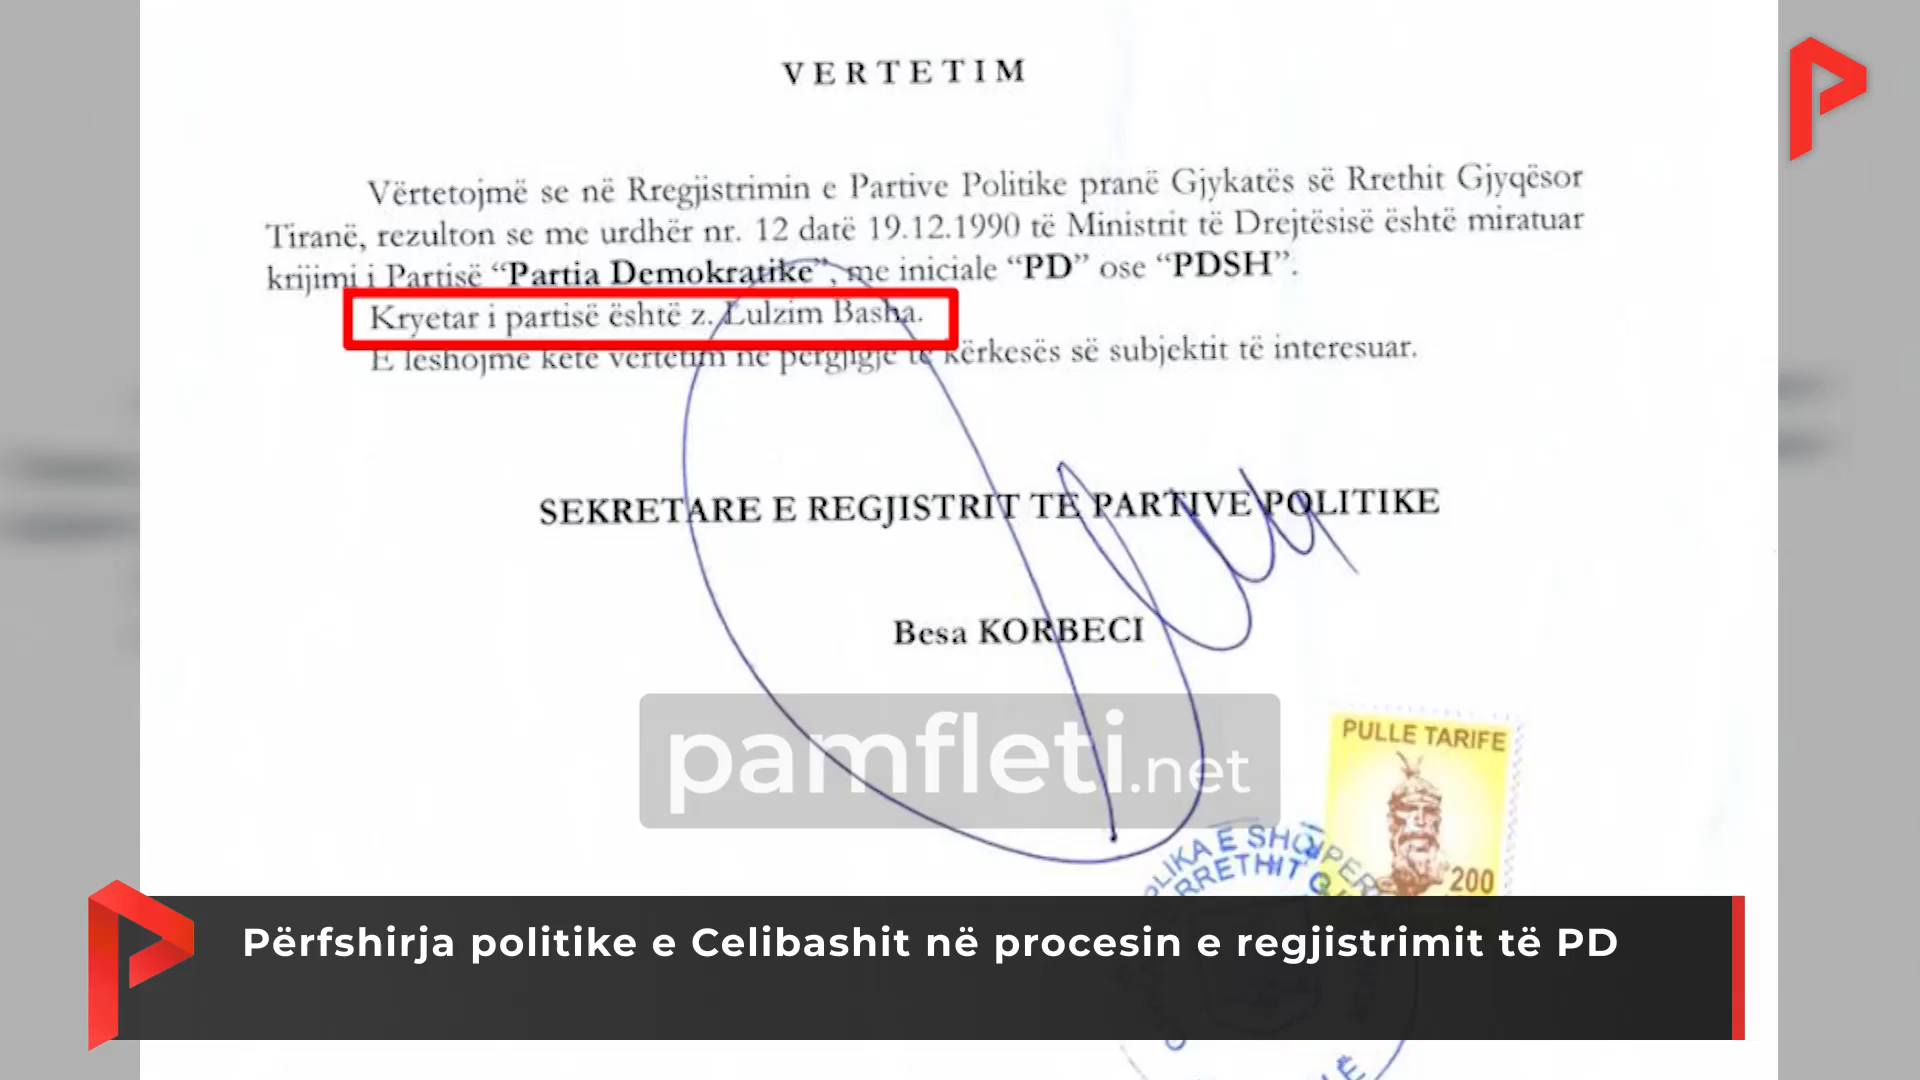 VERTETIM
Vërtetojmë se në Rregjistrimin e Partive Politike pranë Gjykatës së Rrethit Gjyqësor
Tiranë, rezulton se me urdhër nr. 12 datë 19.12.1990 të Ministrit të Drejtësisë është miratuar
krijimi i Partisë “Partia Demokratike”, me iniciale “PD” ose “PDSH”.
Kryetar i partisë është z. Lulzim Basha.
E lëshojmë këtë vërtetim në përgjigje të kërkesës së subjektit të interesuar.
SEKRETARE E REGJISTRIT TE PARTIVE POLITIKE
Besa KORBECI
pamfleti.net
PULLE TARIFE
200
E SHQIPER
RRETHIT
Përfshirja politike e Celibashit në procesin e regjistrimit të PD